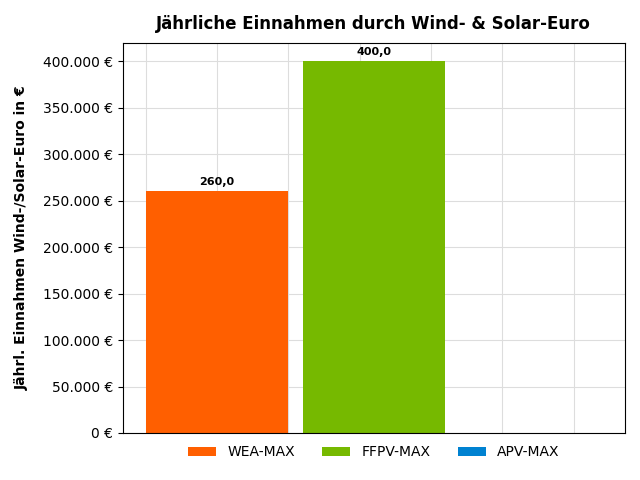 Jährliche Einnahmen durch Wind- & Solar-Euro
Jährl. Einnahmen Wind-/Solar-Euro in €
400.000 €
350.000 €
300.000 €
250.000 €
200.000 €
150.000 €
100.000 €
50.000 €
0 €
400,0
260,0
WEA-MAX
FFPV-MAX
APV-MAX